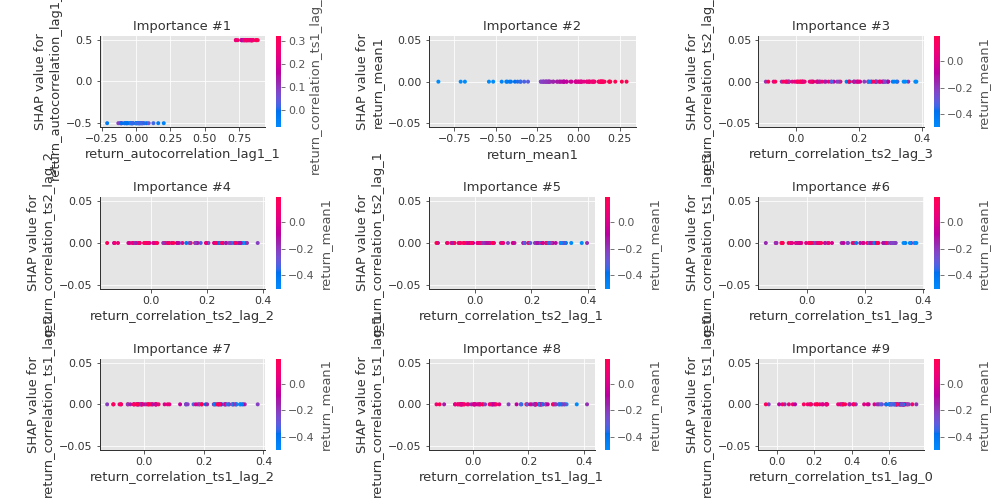 Importance #1
SHAP value for
return_autocorrelation_lag1_
0.5
0.0
−0.5
−0.25
0.00
0.25
0.50
0.75
return_autocorrelation_lag1_1
0.3
0.2
0.1
0.0
return_correlation_ts1_lag_
Importance #2
SHAP value for
return_mean1
0.05
0.00
−0.05
−0.75
−0.50
−0.25
0.00
0.25
return_mean1
Importance #3
SHAP value for
return_correlation_ts2_lag_
0.05
0.00
−0.05
0.0
0.2
0.4
return_correlation_ts2_lag_3
0.0
−0.2
−0.4
return_mean1
Importance #4
SHAP value for
return_correlation_ts2_lag_2
0.05
0.00
−0.05
0.0
0.2
0.4
return_correlation_ts2_lag_2
0.0
−0.2
−0.4
return_mean1
Importance #5
SHAP value for
return_correlation_ts2_lag_1
0.05
0.00
−0.05
0.0
0.2
0.4
return_correlation_ts2_lag_1
0.0
−0.2
−0.4
return_mean1
Importance #6
SHAP value for
return_correlation_ts1_lag_3
0.05
0.00
−0.05
0.0
0.2
0.4
return_correlation_ts1_lag_3
0.0
−0.2
−0.4
return_mean1
Importance #7
SHAP value for
return_correlation_ts1_lag_2
0.05
0.00
−0.05
0.0
0.2
0.4
return_correlation_ts1_lag_2
0.0
−0.2
−0.4
return_mean1
Importance #8
SHAP value for
return_correlation_ts1_lag_1
0.05
0.00
−0.05
0.0
0.2
0.4
return_correlation_ts1_lag_1
0.0
−0.2
−0.4
return_mean1
Importance #9
SHAP value for
return_correlation_ts1_lag_0
0.05
0.00
−0.05
0.0
0.2
0.4
0.6
return_correlation_ts1_lag_0
0.0
−0.2
−0.4
return_mean1